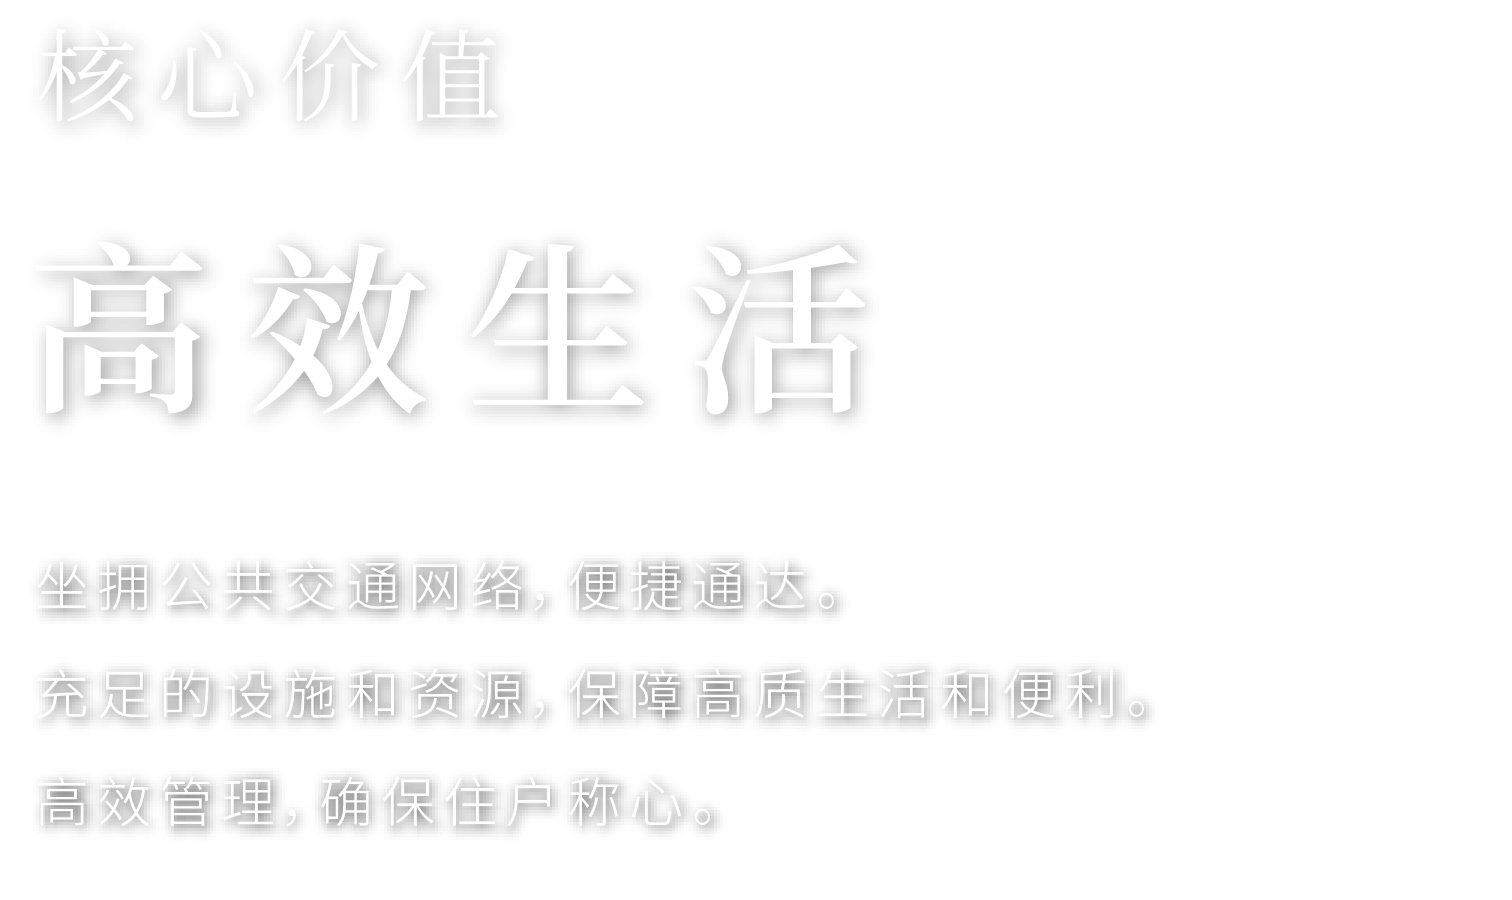 核心价值
高效生活
坐拥公共交通网络，便捷通达。
充足的设施和资源，保障高质生活和便利。
高效管理，确保住户称心。